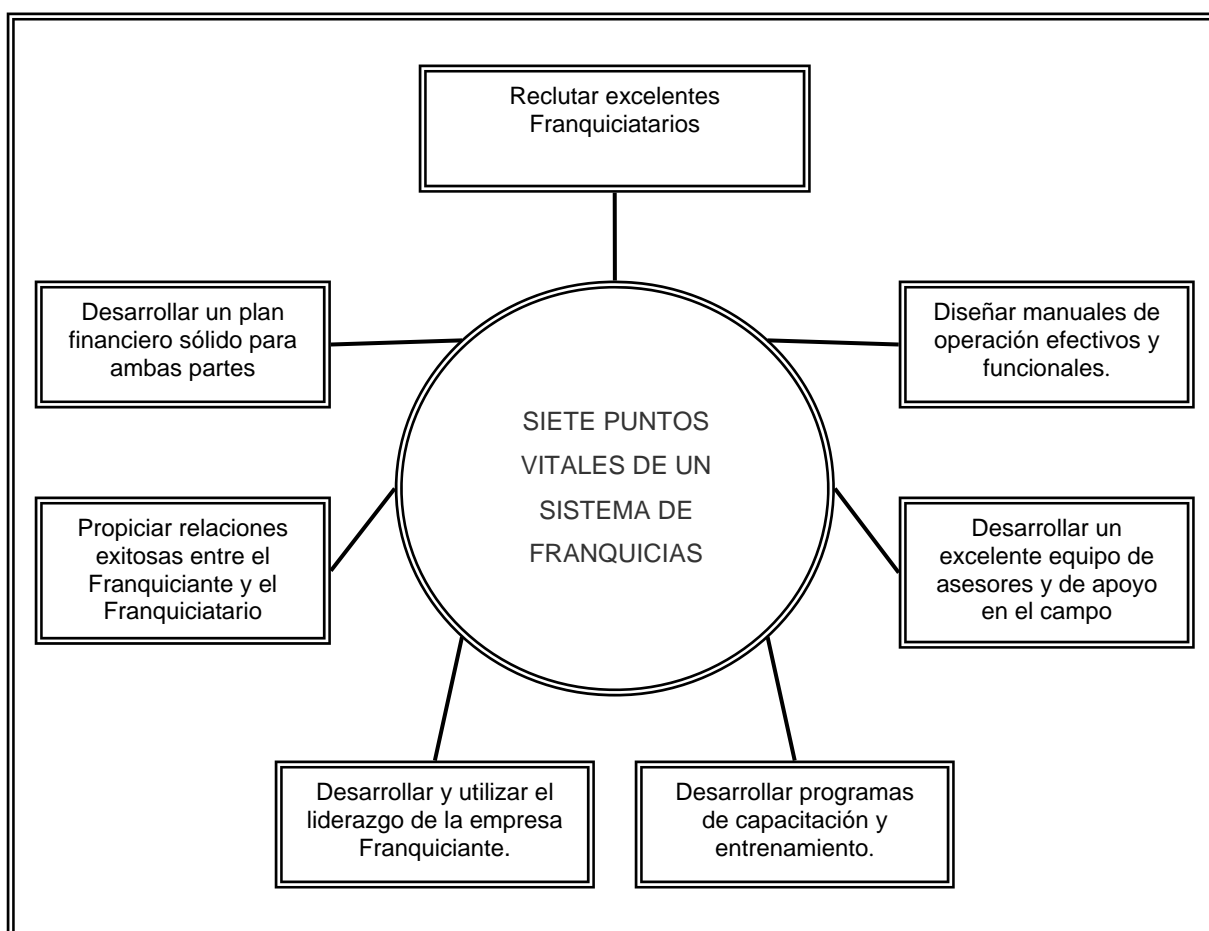 Reclutar excelentes
Franquiciatarios
Desarrollar un plan
financiero sólido para
ambas partes
Diseñar manuales de
operación efectivos y
funcionales.
SIETE PUNTOS
VITALES DE UN
SISTEMA DE
FRANQUICIAS
Propiciar relaciones
exitosas entre el
Franquiciante y el
Franquiciatario
Desarrollar un
excelente equipo de
asesores y de apoyo
en el campo
Desarrollar y utilizar el
liderazgo de la empresa
Franquiciante.
Desarrollar programas
de capacitación y
entrenamiento.